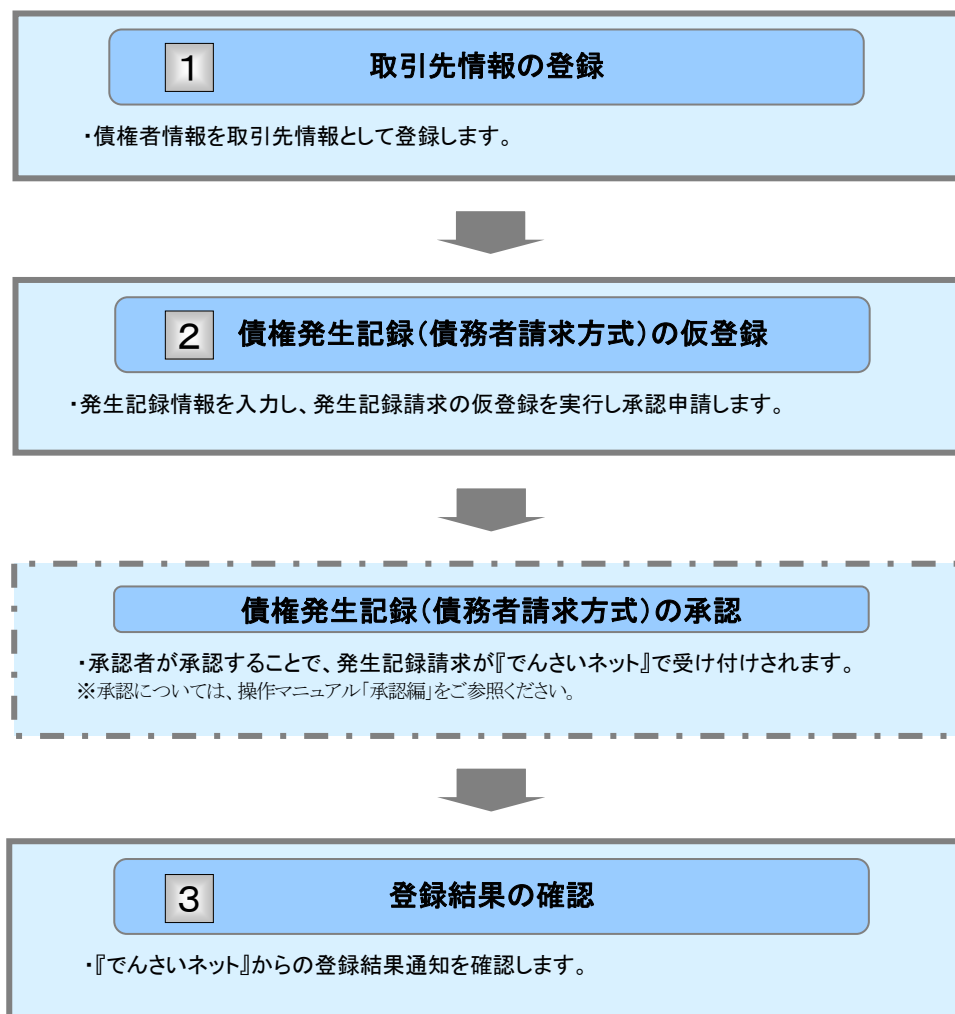 1 取引先情報の登録
・債権者情報を取引先情報として登録します。
2 債権発生記録(債務者請求方式)の仮登録
・発生記録情報を入力し、発生記録請求の仮登録を実行し承認申請します。
債権発生記録(債務者請求方式)の承認
・承認者が承認することで、発生記録請求が『でんさいネット』で受け付けされます。
※承認については、操作マニュアル「承認編」をご参照ください。
3 登録結果の確認
・『でんさいネット』からの登録結果通知を確認します。